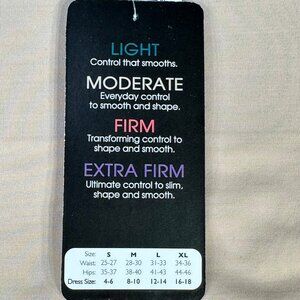 LIGHT
Control that smooths.
MODERATE
Everyday control
to smooth and shape.
FIRM
Transforming control to
shape and smooth.
EXTRA FIRM
Ultimate control to slim,
shape and smooth.
Size: S M L XL
Waist: 25-27 28-30 31-33 34-36
Hips: 35-37 38-40 41-43 44-46
Dress Size: 4-6 8-10 12-14 16-18